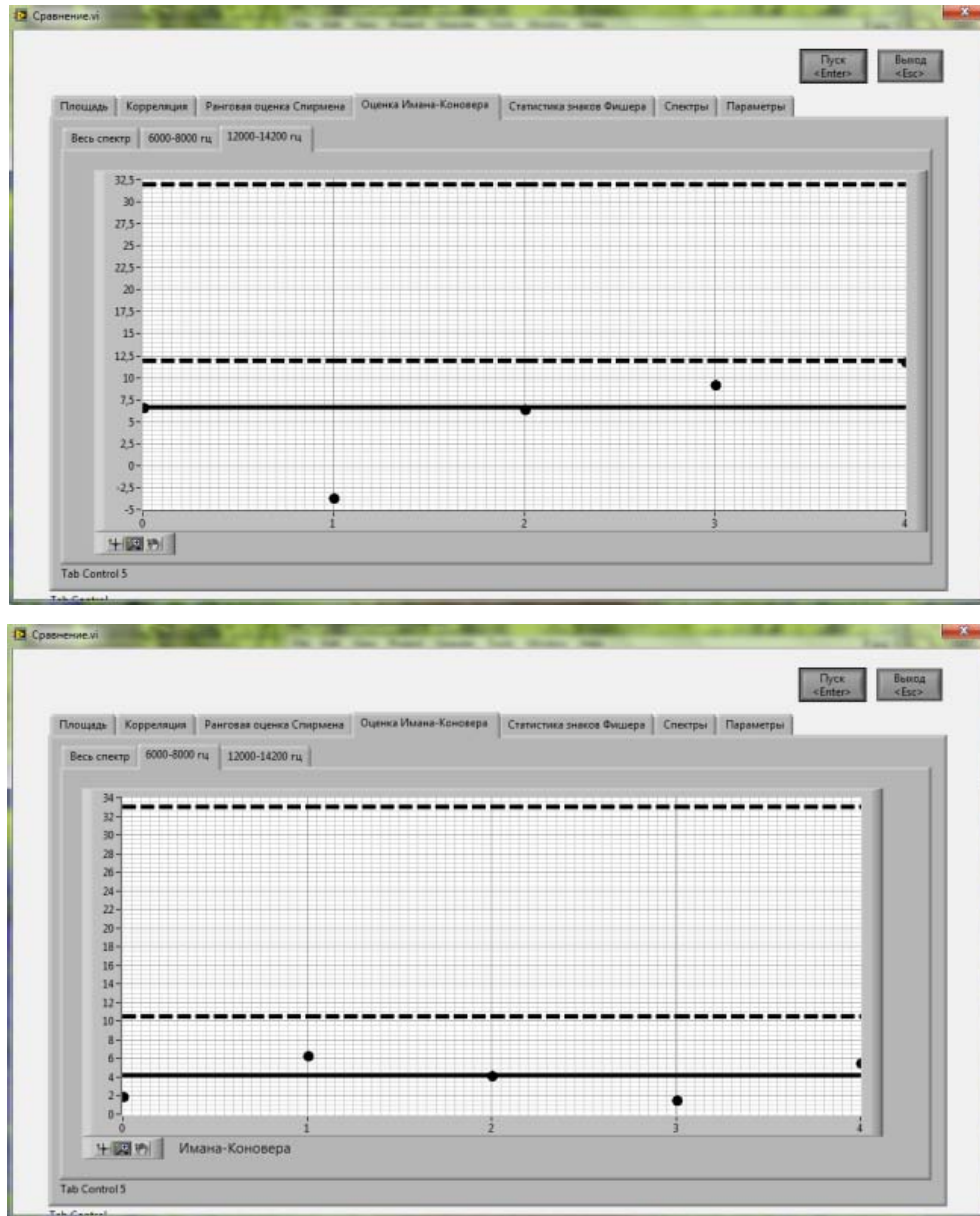 Сравнение.vi
Пуск
<Enter>
Выход
<Esc>
Площадь Корреляция Ранговая оценка Спирмена Оценка Имана-Коновера Статистика знаков Фишера Спектры Параметры
Весь спектр 6000-8000 гц 12000-14200 гц
32,5
30
27,5
25
22,5
20
17,5
15
12,5
10
7,5
5
2,5
0
-2,5
-5
0 1 2 3 4
Tab Control 5
Tab Control
Сравнение.vi
Пуск
<Enter>
Выход
<Esc>
Площадь Корреляция Ранговая оценка Спирмена Оценка Имана-Коновера Статистика знаков Фишера Спектры Параметры
Весь спектр 6000-8000 гц 12000-14200 гц
34
32
30
28
26
24
22
20
18
16
14
12
10
8
6
4
2
0
0 1 2 3 4
Имана-Коновера
Tab Control 5
Tab Control